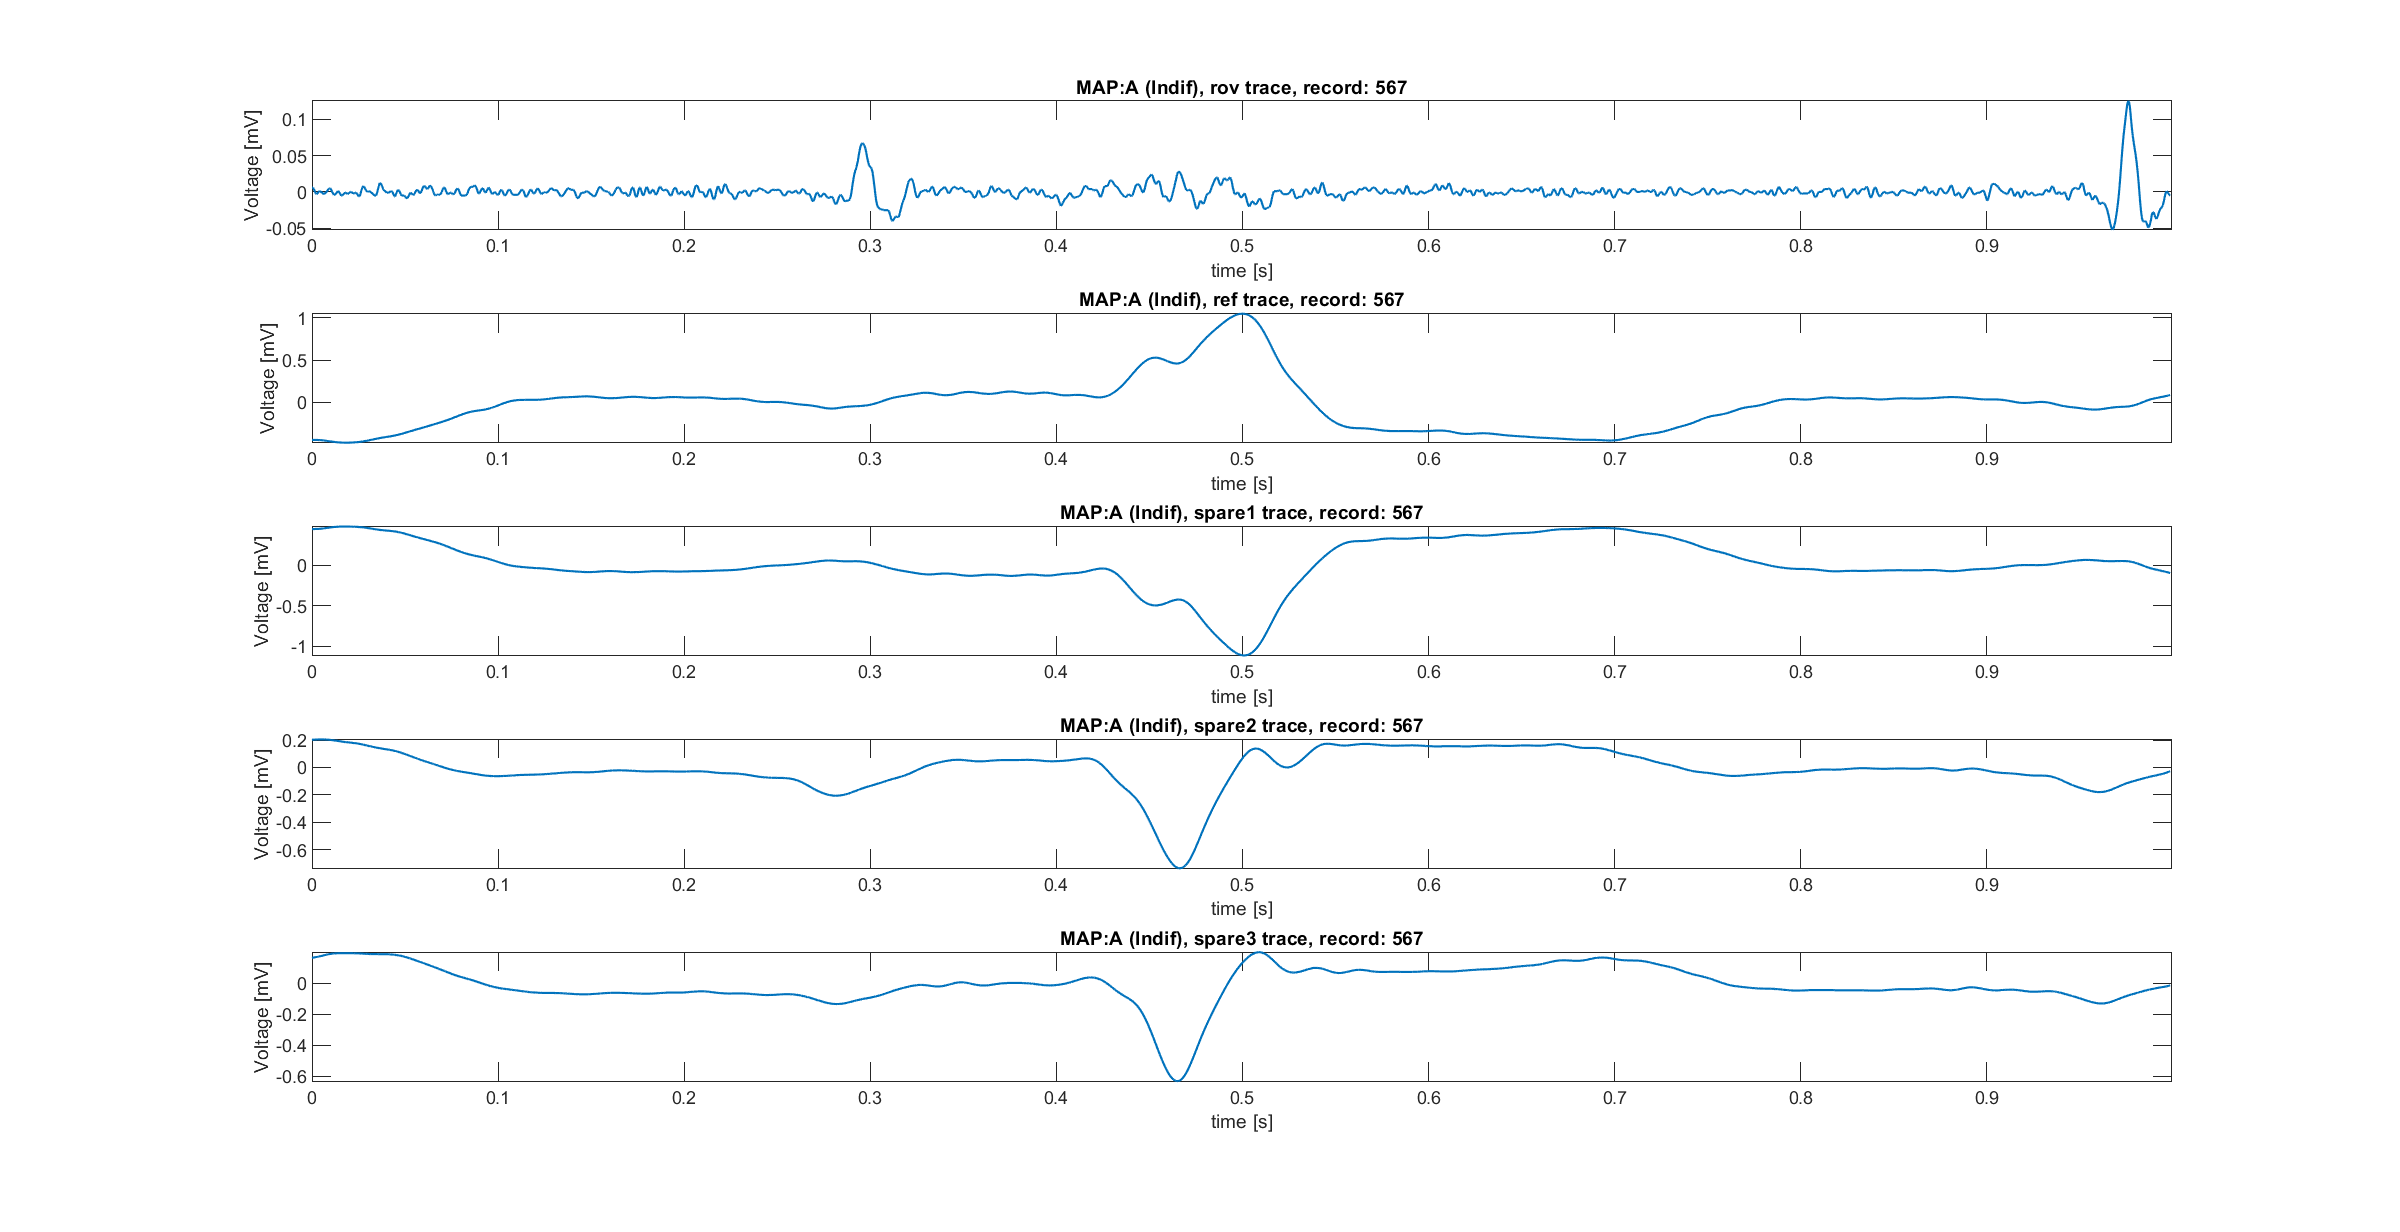 MAP:A (Indif), rov trace, record: 567
Voltage [mV]
0.1
0.05
0
-0.05
0 0.1 0.2 0.3 0.4 0.5 0.6 0.7 0.8 0.9
time [s]
MAP:A (Indif), ref trace, record: 567
Voltage [mV]
1
0.5
0
0 0.1 0.2 0.3 0.4 0.5 0.6 0.7 0.8 0.9
time [s]
MAP:A (Indif), spare1 trace, record: 567
Voltage [mV]
0
-0.5
-1
0 0.1 0.2 0.3 0.4 0.5 0.6 0.7 0.8 0.9
time [s]
MAP:A (Indif), spare2 trace, record: 567
Voltage [mV]
0.2
0
-0.2
-0.4
-0.6
0 0.1 0.2 0.3 0.4 0.5 0.6 0.7 0.8 0.9
time [s]
MAP:A (Indif), spare3 trace, record: 567
Voltage [mV]
0
-0.2
-0.4
-0.6
0 0.1 0.2 0.3 0.4 0.5 0.6 0.7 0.8 0.9
time [s]